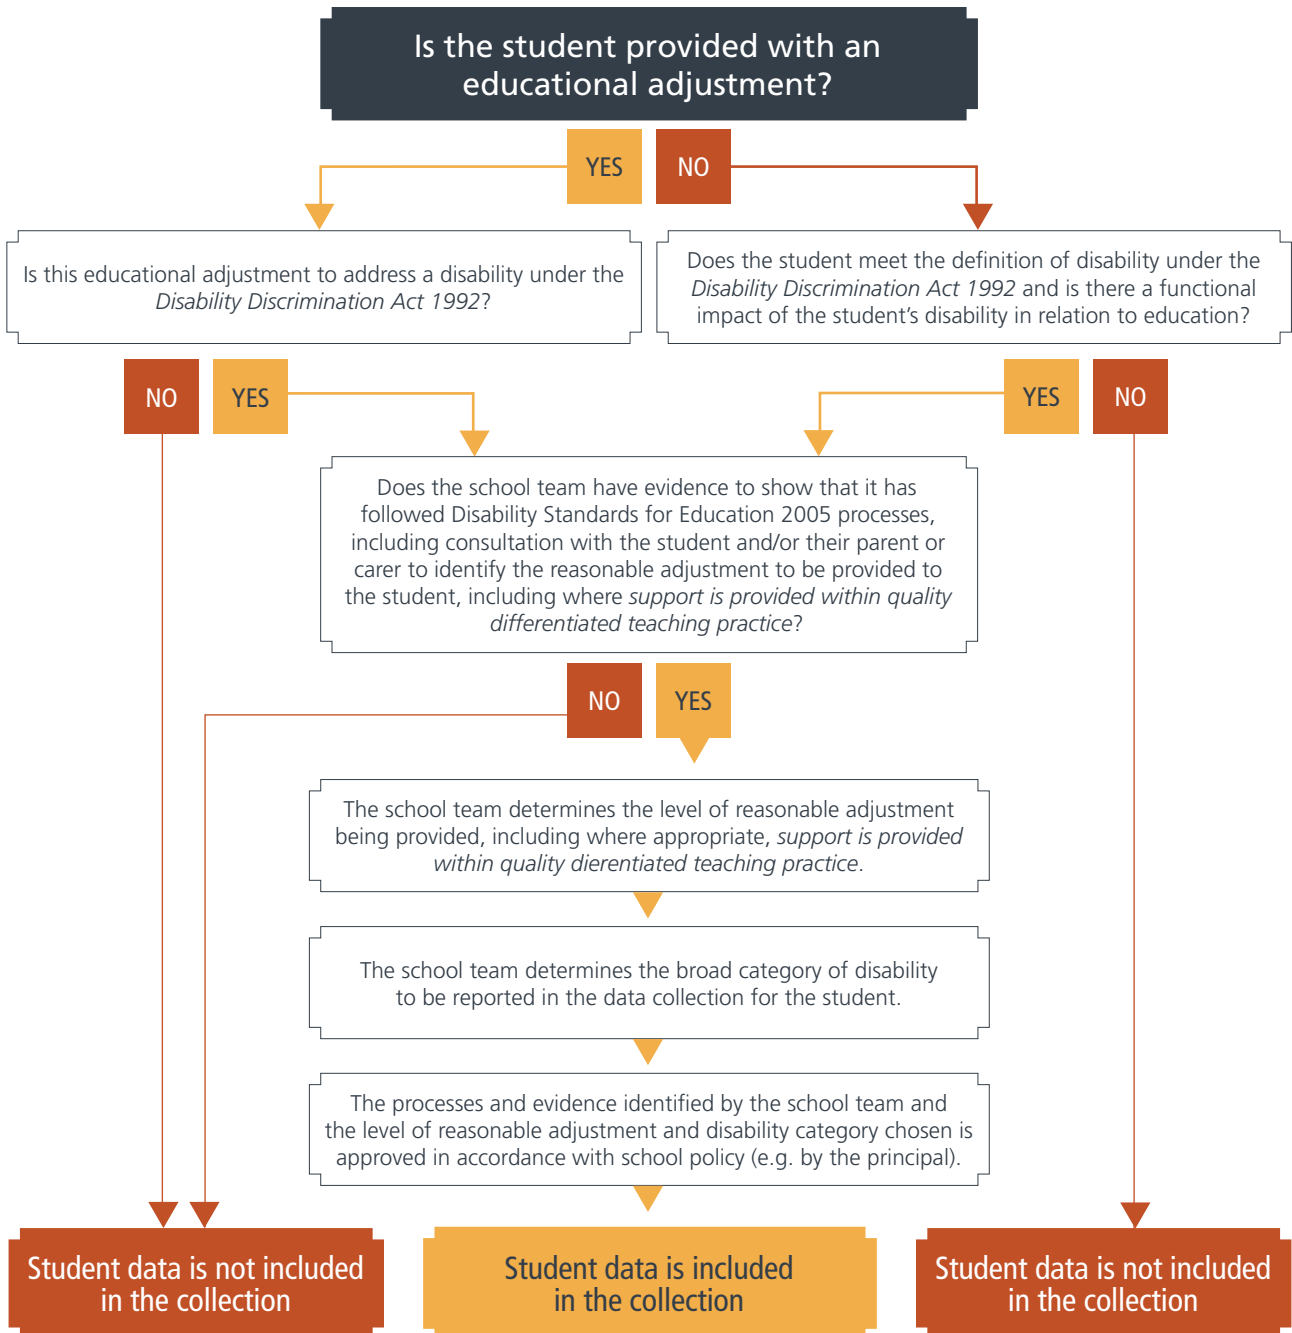 Is the student provided with an
educational adjustment?
YES
NO
Is this educational adjustment to address a disability under the
Disability Discrimination Act 1992?
Does the student meet the definition of disability under the
Disability Discrimination Act 1992 and is there a functional
impact of the student’s disability in relation to education?
NO
YES
YES
NO
Does the school team have evidence to show that it has
followed Disability Standards for Education 2005 processes,
including consultation with the student and/or their parent or
carer to identify the reasonable adjustment to be provided to
the student, including where support is provided within quality
differentiated teaching practice?
NO
YES
The school team determines the level of reasonable adjustment
being provided, including where appropriate, support is provided
within quality dierentiated teaching practice.
The school team determines the broad category of disability
to be reported in the data collection for the student.
The processes and evidence identified by the school team and
the level of reasonable adjustment and disability category chosen is
approved in accordance with school policy (e.g. by the principal).
Student data is not included
in the collection
Student data is included
in the collection
Student data is not included
in the collection